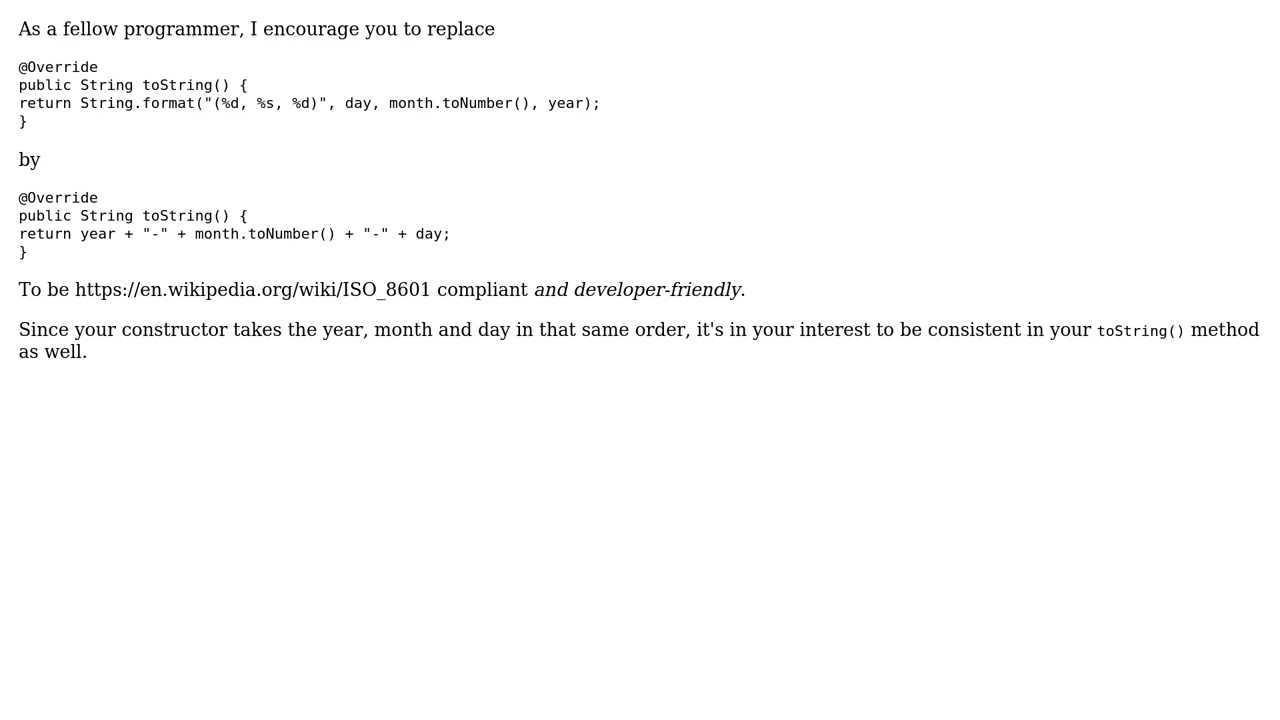 As a fellow programmer, I encourage you to replace
@Override
public String toString() {
return String.format("(%d, %s, %d)", day, month.toNumber(), year);
}
by
@Override
public String toString() {
return year + "-" + month.toNumber() + "-" + day;
}
To be https://en.wikipedia.org/wiki/ISO_8601 compliant and developer-friendly.
Since your constructor takes the year, month and day in that same order, it's in your interest to be consistent in your toString() method
as well.